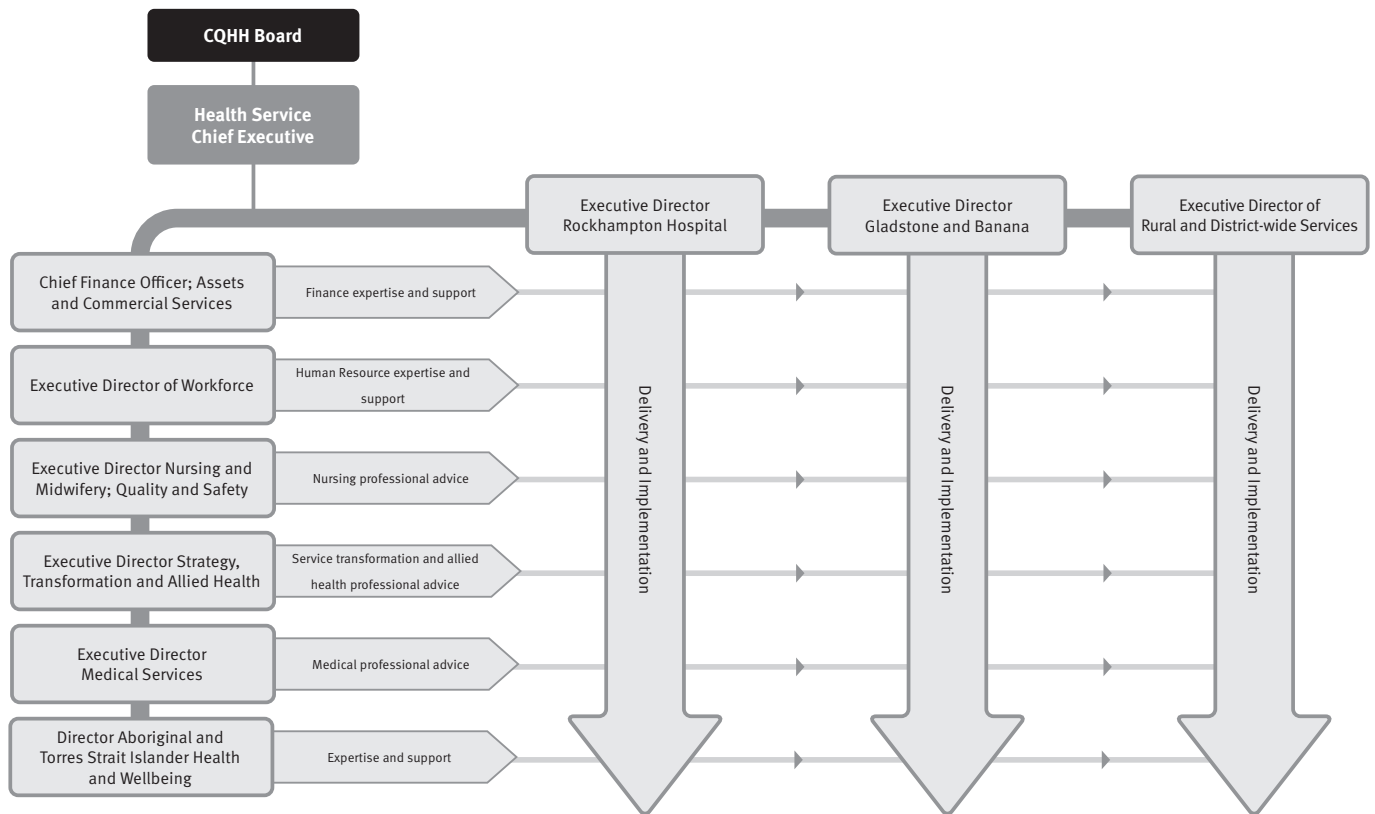 CQHH Board
Health Service
Chief Executive
Executive Director
Rockhampton Hospital
Executive Director
Gladstone and Banana
Executive Director of
Rural and District-wide Services
Chief Finance Officer; Assets
and Commercial Services
Finance expertise and support
Executive Director of Workforce
Human Resource expertise and
support
Executive Director Nursing and
Midwifery; Quality and Safety
Nursing professional advice
Executive Director Strategy,
Transformation and Allied Health
Service transformation and allied
health professional advice
Executive Director
Medical Services
Medical professional advice
Director Aboriginal and
Torres Strait Islander Health
and Wellbeing
Expertise and support
Delivery and Implementation
Delivery and Implementation
Delivery and Implementation